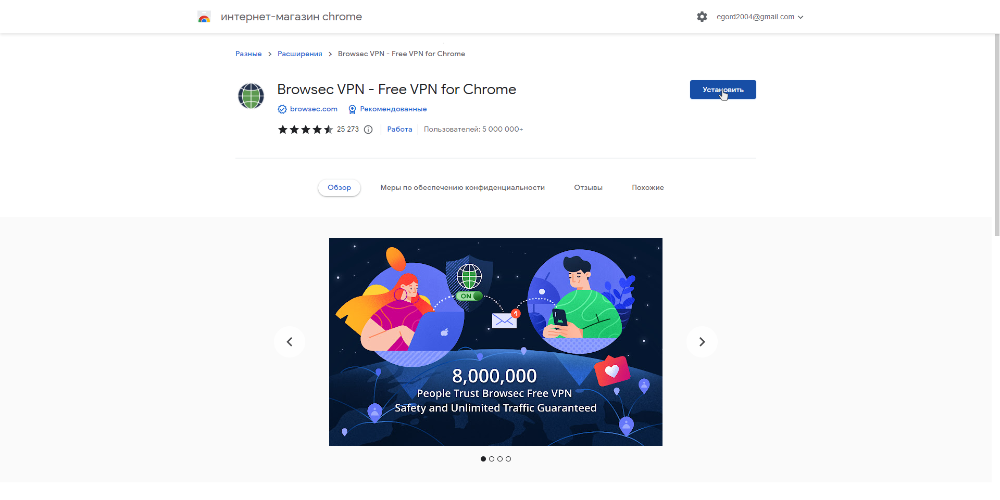 интернет-магазин chrome
egord2004@gmail.com
Разные > Расширения > Browsec VPN - Free VPN for Chrome
Browsec VPN - Free VPN for Chrome
Установить
browsec.com Рекомендованные
25 273 Работа Пользователей: 5 000 000+
Обзор Меры по обеспечению конфиденциальности Отзывы Похожие
ON
1
8,000,000
People Trust Browsec Free VPN
Safety and Unlimited Traffic Guaranteed